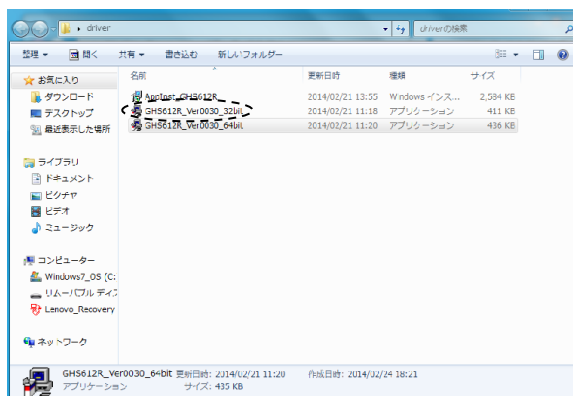 driver
driverの検索
整理 開く 共有 書き込む 新しいフォルダー
名前 更新日時 種類 サイズ
AppInst_GHS612R 2014/02/21 13:55 Windows インス... 2,534 KB
GHS612R_Ver0030_32bit 2014/02/21 11:18 アプリケーション 411 KB
GHS612R_Ver0030_64bit 2014/02/21 11:20 アプリケーション 436 KB
お気に入り
ダウンロード
デスクトップ
最近表示した場所
ライブラリ
ドキュメント
ピクチャ
ビデオ
ミュージック
コンピューター
Windows7_OS (C:
リムーバブル ディス
Lenovo_Recovery
ネットワーク
GHS612R_Ver0030_64bit 更新日時: 2014/02/21 11:20 作成日時: 2014/02/24 18:21
アプリケーション サイズ: 435 KB